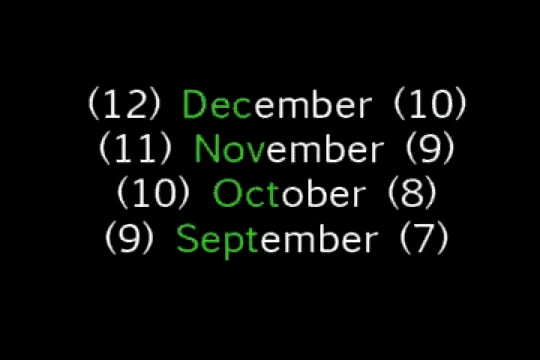 (12) December (10)
(11) November (9)
(10) October (8)
(9) September (7)